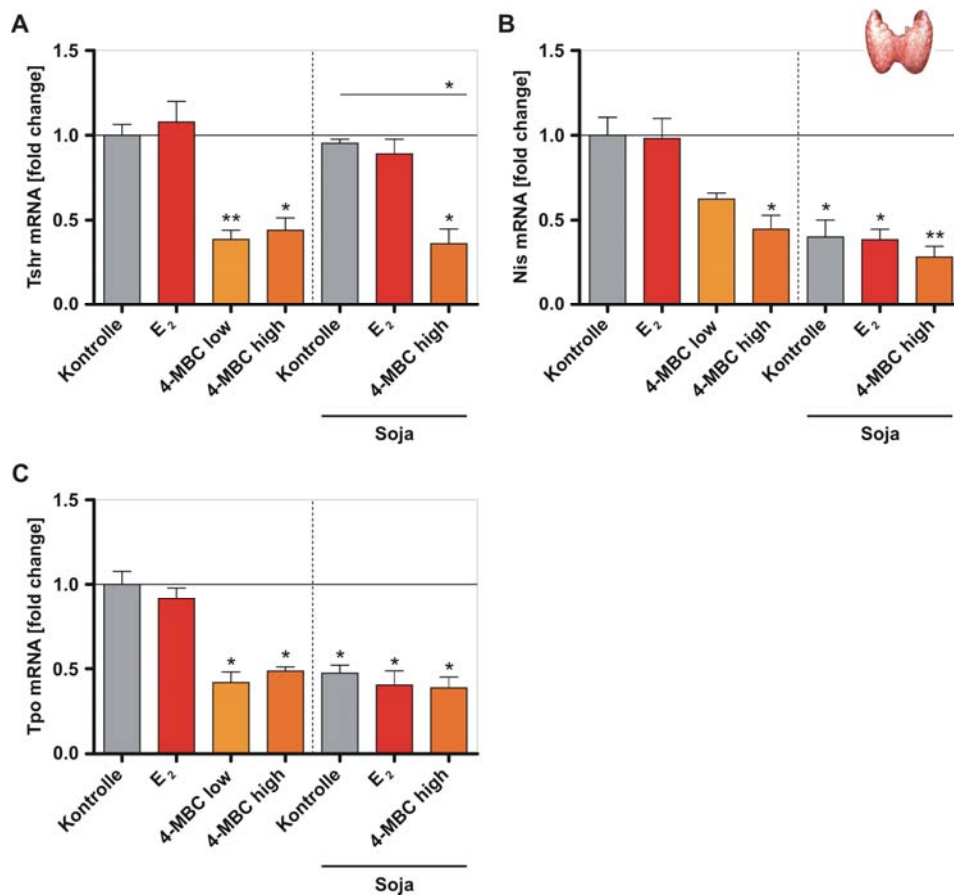 A
Tshr mRNA [fold change]
1.5
1.0
0.5
0.0
**
*
*
*
Kontrolle
E₂
4-MBC low
4-MBC high
Kontrolle
E₂
4-MBC high
Soja
B
Nis mRNA [fold change]
1.5
1.0
0.5
0.0
*
*
*
**
Kontrolle
E₂
4-MBC low
4-MBC high
Kontrolle
E₂
4-MBC high
Soja
C
Tpo mRNA [fold change]
1.5
1.0
0.5
0.0
*
*
*
*
*
Kontrolle
E₂
4-MBC low
4-MBC high
Kontrolle
E₂
4-MBC high
Soja